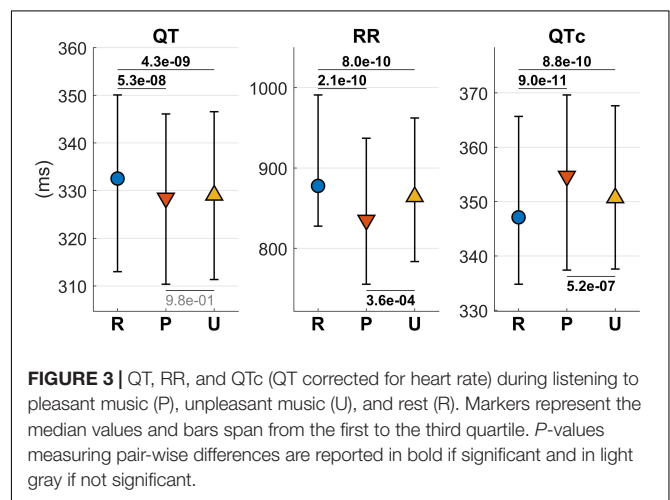 QT
RR
QTc
360
350
340
330
320
310
(ms)
4.3e-09
5.3e-08
9.8e-01
R P U
1000
900
800
8.0e-10
2.1e-10
3.6e-04
R P U
370
360
350
340
330
8.8e-10
9.0e-11
5.2e-07
R P U
FIGURE 3 | QT, RR, and QTc (QT corrected for heart rate) during listening to
pleasant music (P), unpleasant music (U), and rest (R). Markers represent the
median values and bars span from the first to the third quartile. P-values
measuring pair-wise differences are reported in bold if significant and in light
gray if not significant.